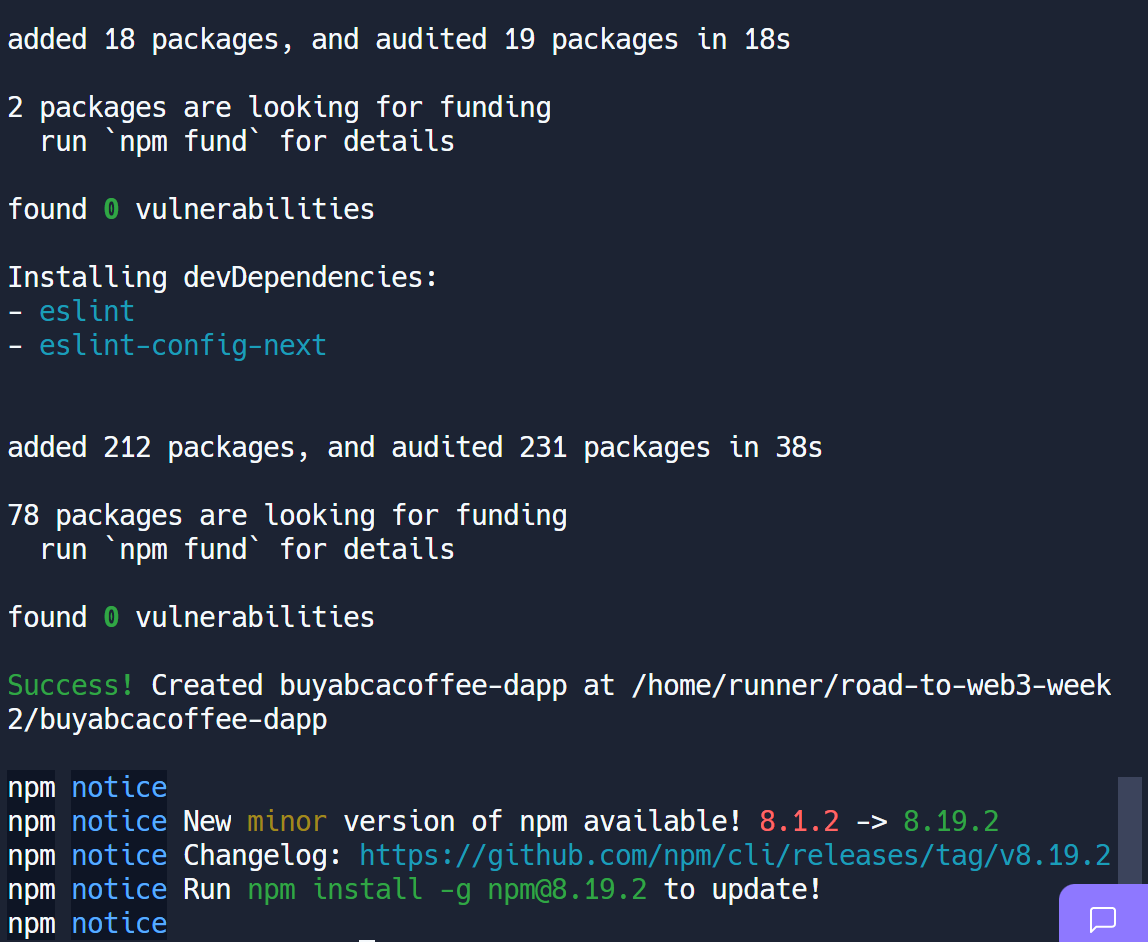 added 18 packages, and audited 19 packages in 18s
2 packages are looking for funding
  run `npm fund` for details
found 0 vulnerabilities
Installing devDependencies:
- eslint
- eslint-config-next
added 212 packages, and audited 231 packages in 38s
78 packages are looking for funding
  run `npm fund` for details
found 0 vulnerabilities
Success! Created buyabcacoffee-dapp at /home/runner/road-to-web3-week
2/buyabcacoffee-dapp
npm notice
npm notice New minor version of npm available! 8.1.2 -> 8.19.2
npm notice Changelog: https://github.com/npm/cli/releases/tag/v8.19.2
npm notice Run npm install -g npm@8.19.2 to update!
npm notice